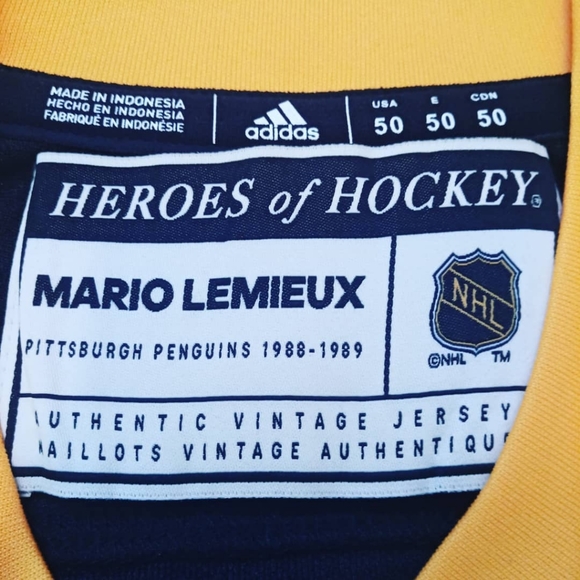 MADE IN INDONESIA
HECHO EN INDONESIA
FABRIQUÉ EN INDONÉSIE
adidas
USA E CDN
50 50 50
HEROES of HOCKEY®
MARIO LEMIEUX
PITTSBURGH PENGUINS 1988-1989
NHL
©NHL TM
AUTHENTIC VINTAGE JERSEY
MAILLOTS VINTAGE AUTHENTIQUE